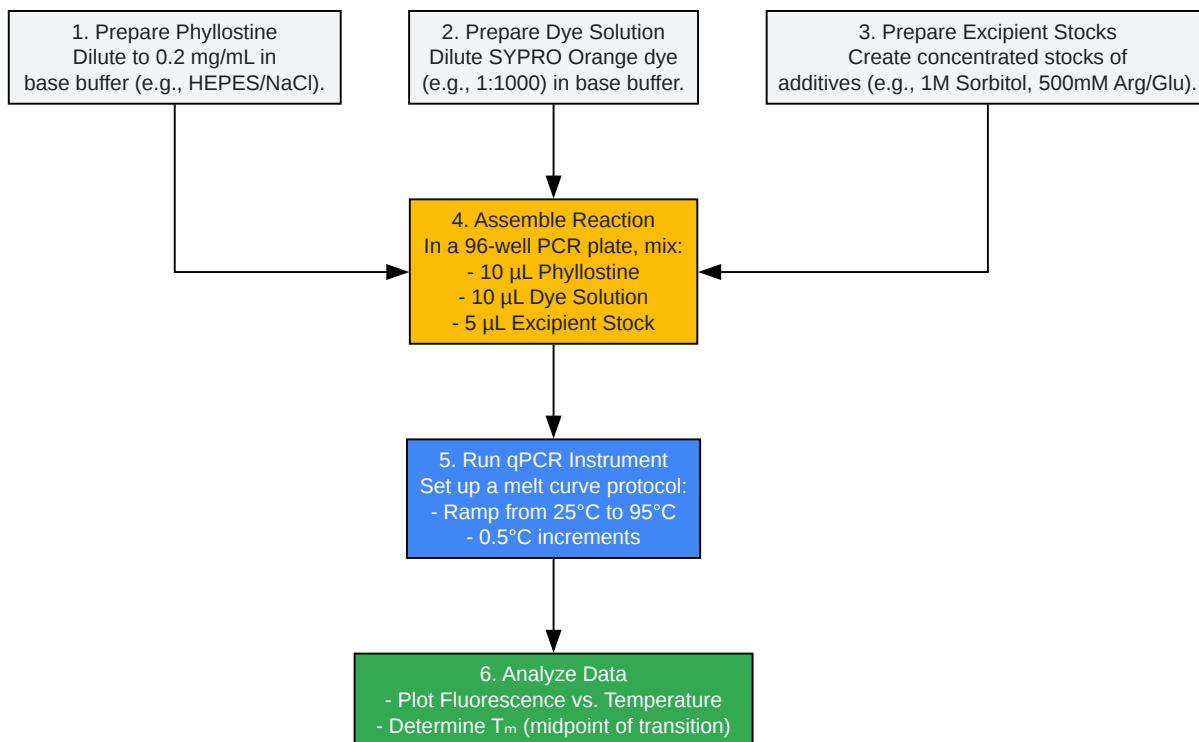 1. Prepare Phyllostine
Dilute to 0.2 mg/mL in
base buffer (e.g., HEPES/NaCl).
2. Prepare Dye Solution
Dilute SYPRO Orange dye
(e.g., 1:1000) in base buffer.
3. Prepare Excipient Stocks
Create concentrated stocks of
additives (e.g., 1M Sorbitol, 500mM Arg/Glu).
4. Assemble Reaction
In a 96-well PCR plate, mix:
- 10 µL Phyllostine
- 10 µL Dye Solution
- 5 µL Excipient Stock
5. Run qPCR Instrument
Set up a melt curve protocol:
- Ramp from 25°C to 95°C
- 0.5°C increments
6. Analyze Data
- Plot Fluorescence vs. Temperature
- Determine Tₘ (midpoint of transition)